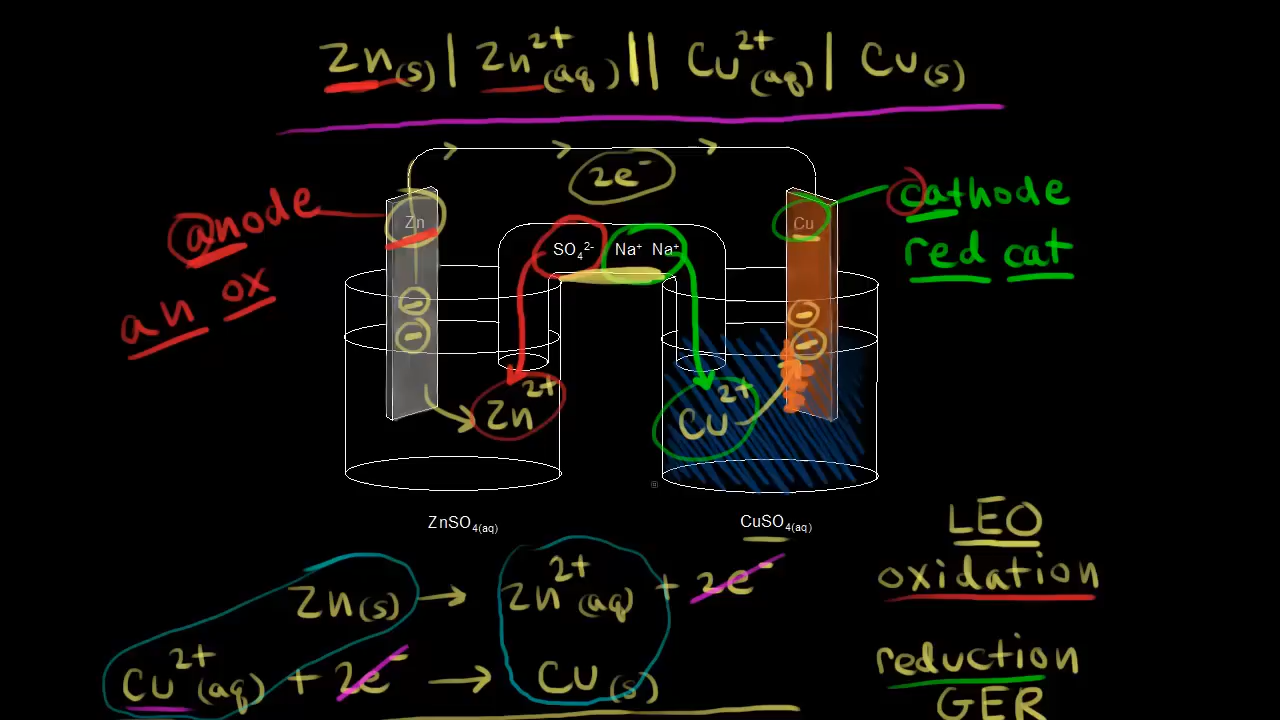 Zn(s) | Zn²⁺(aq) || Cu²⁺(aq) | Cu(s)
2e⁻
anode
an ox
Zn
SO₄²⁻ Na⁺ Na⁺
Cu
cathode
red cat
Zn²⁺
Cu²⁺
ZnSO₄(aq)
CuSO₄(aq)
LEO
oxidation
Zn(s) → Zn²⁺(aq) + 2e⁻
reduction
Cu²⁺(aq) + 2e⁻ → Cu(s)
GER